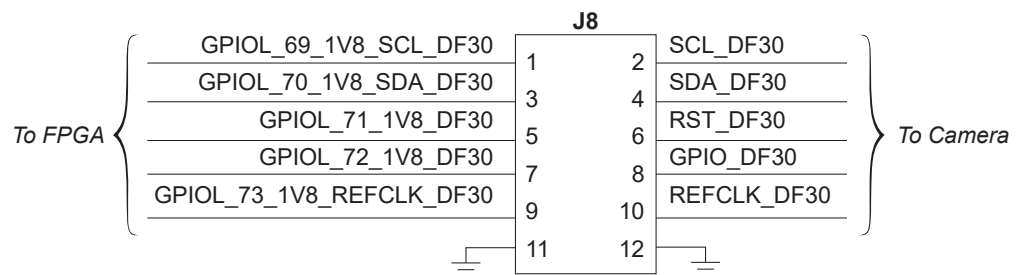 J8
GPIOL_69_1V8_SCL_DF30 1 2 SCL_DF30
GPIOL_70_1V8_SDA_DF30 3 4 SDA_DF30
To FPGA GPIOL_71_1V8_DF30 5 6 RST_DF30 To Camera
GPIOL_72_1V8_DF30 7 8 GPIO_DF30
GPIOL_73_1V8_REFCLK_DF30 9 10 REFCLK_DF30
11 12